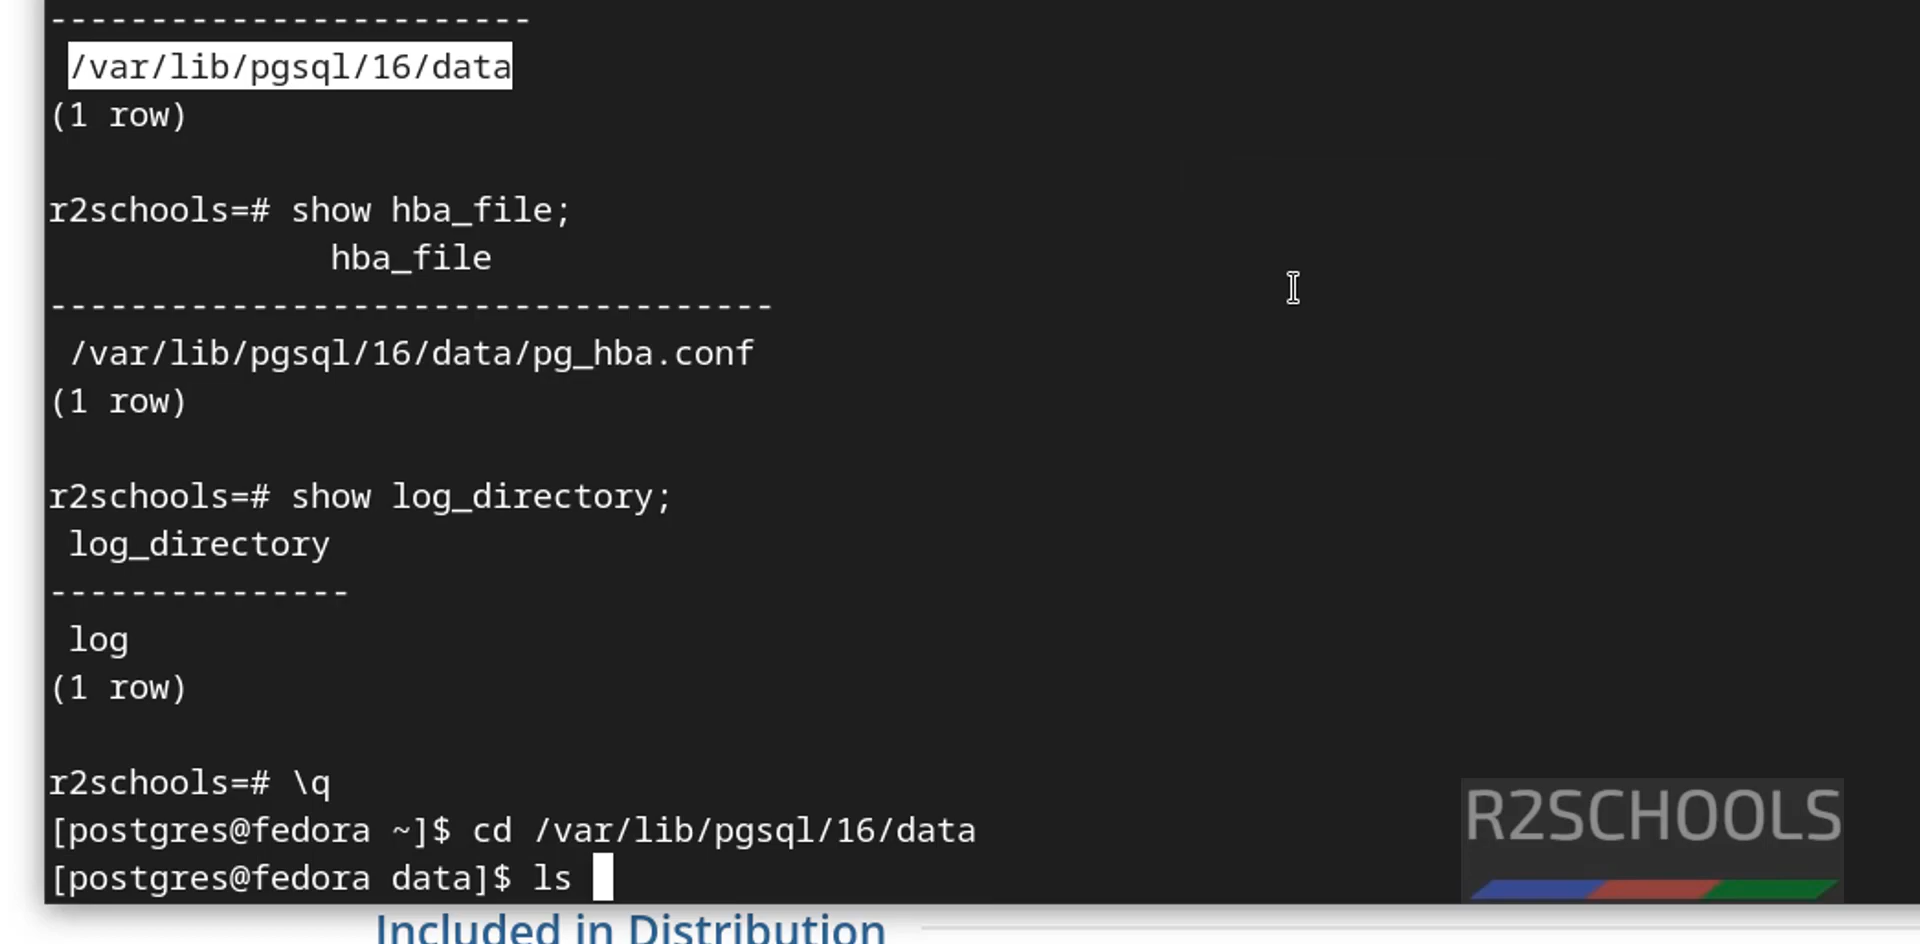 ------------------------
/var/lib/pgsql/16/data
(1 row)
r2schools=# show hba_file;
hba_file
------------------------------------
/var/lib/pgsql/16/data/pg_hba.conf
(1 row)
r2schools=# show log_directory;
log_directory
---------------
log
(1 row)
r2schools=# \q
[postgres@fedora ~]$ cd /var/lib/pgsql/16/data
[postgres@fedora data]$ ls
R2SCHOOLS
Included in Distribution